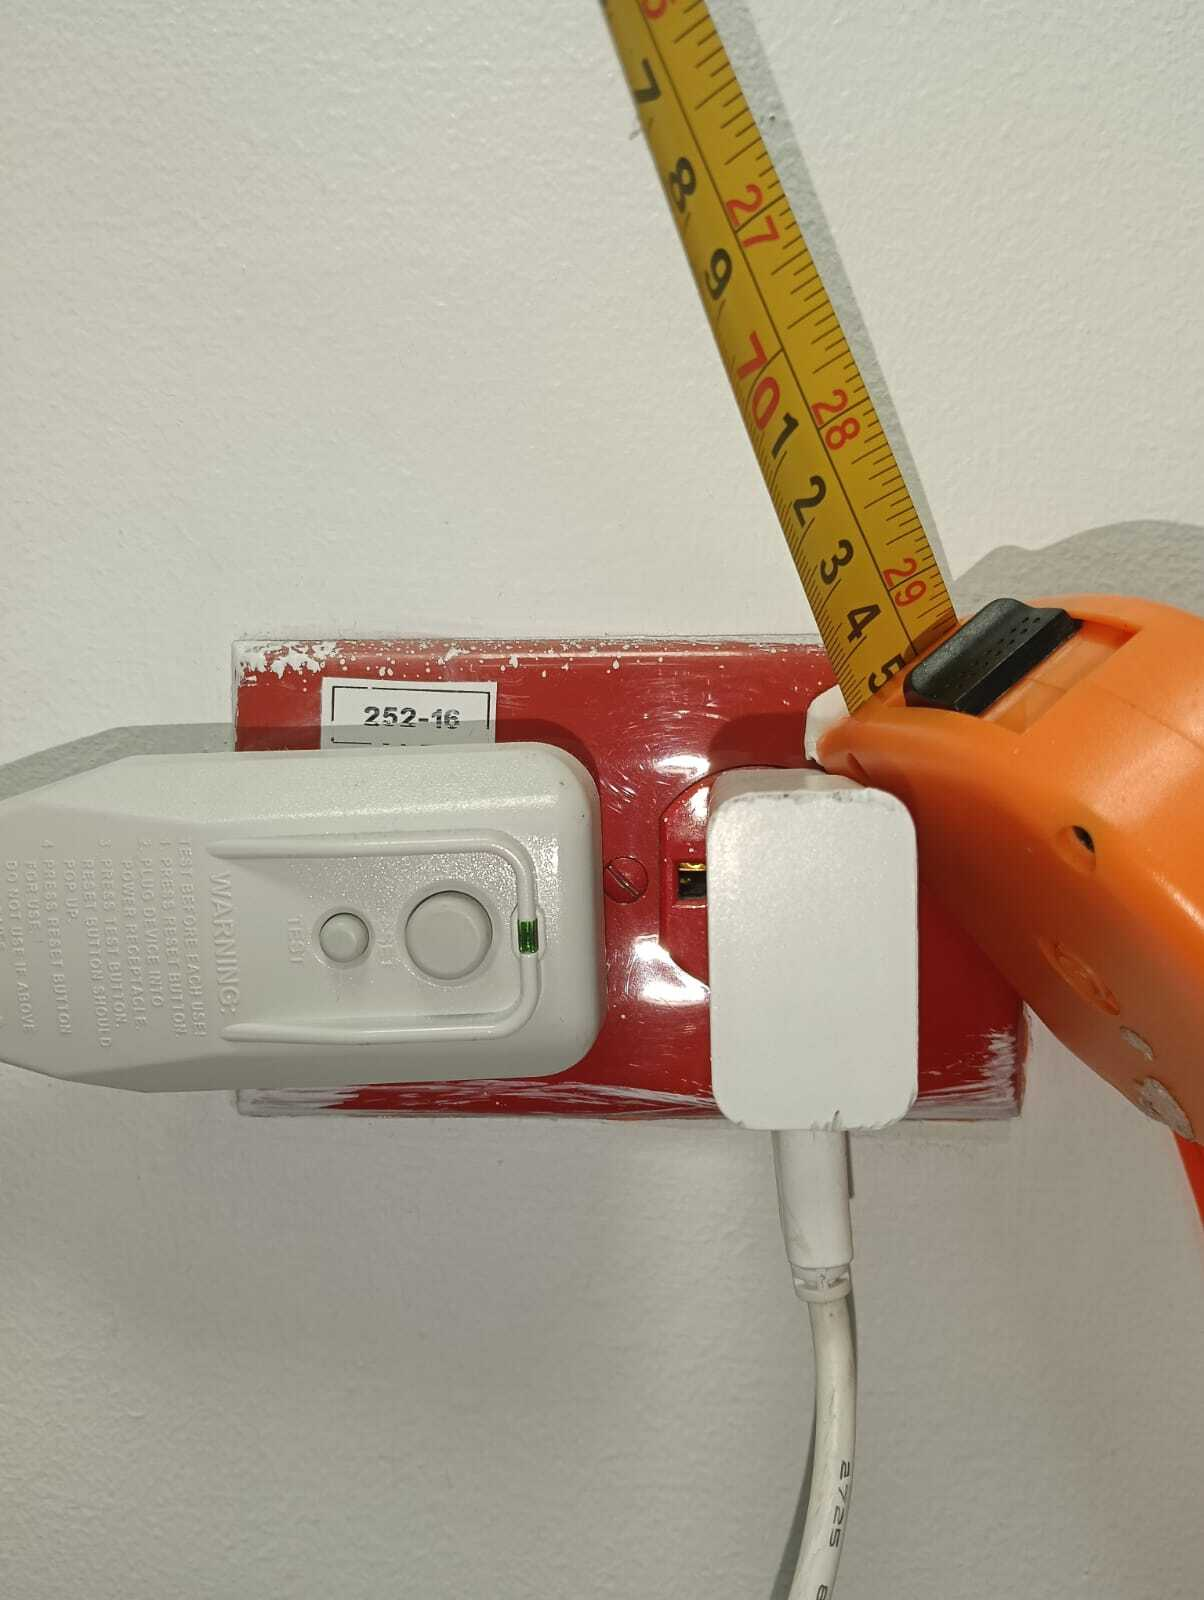 6
7
8
9
70
1
2
3
4
5
27
28
29
252-16
WARNING:
TEST BEFORE EACH USE!
1. PRESS RESET BUTTON.
2. PLUG DEVICE INTO
POWER RECEPTACLE.
3. PRESS TEST BUTTON,
RESET BUTTON SHOULD
POP UP.
4. PRESS RESET BUTTON
FOR USE.
DO NOT USE IF ABOVE
TEST
2725